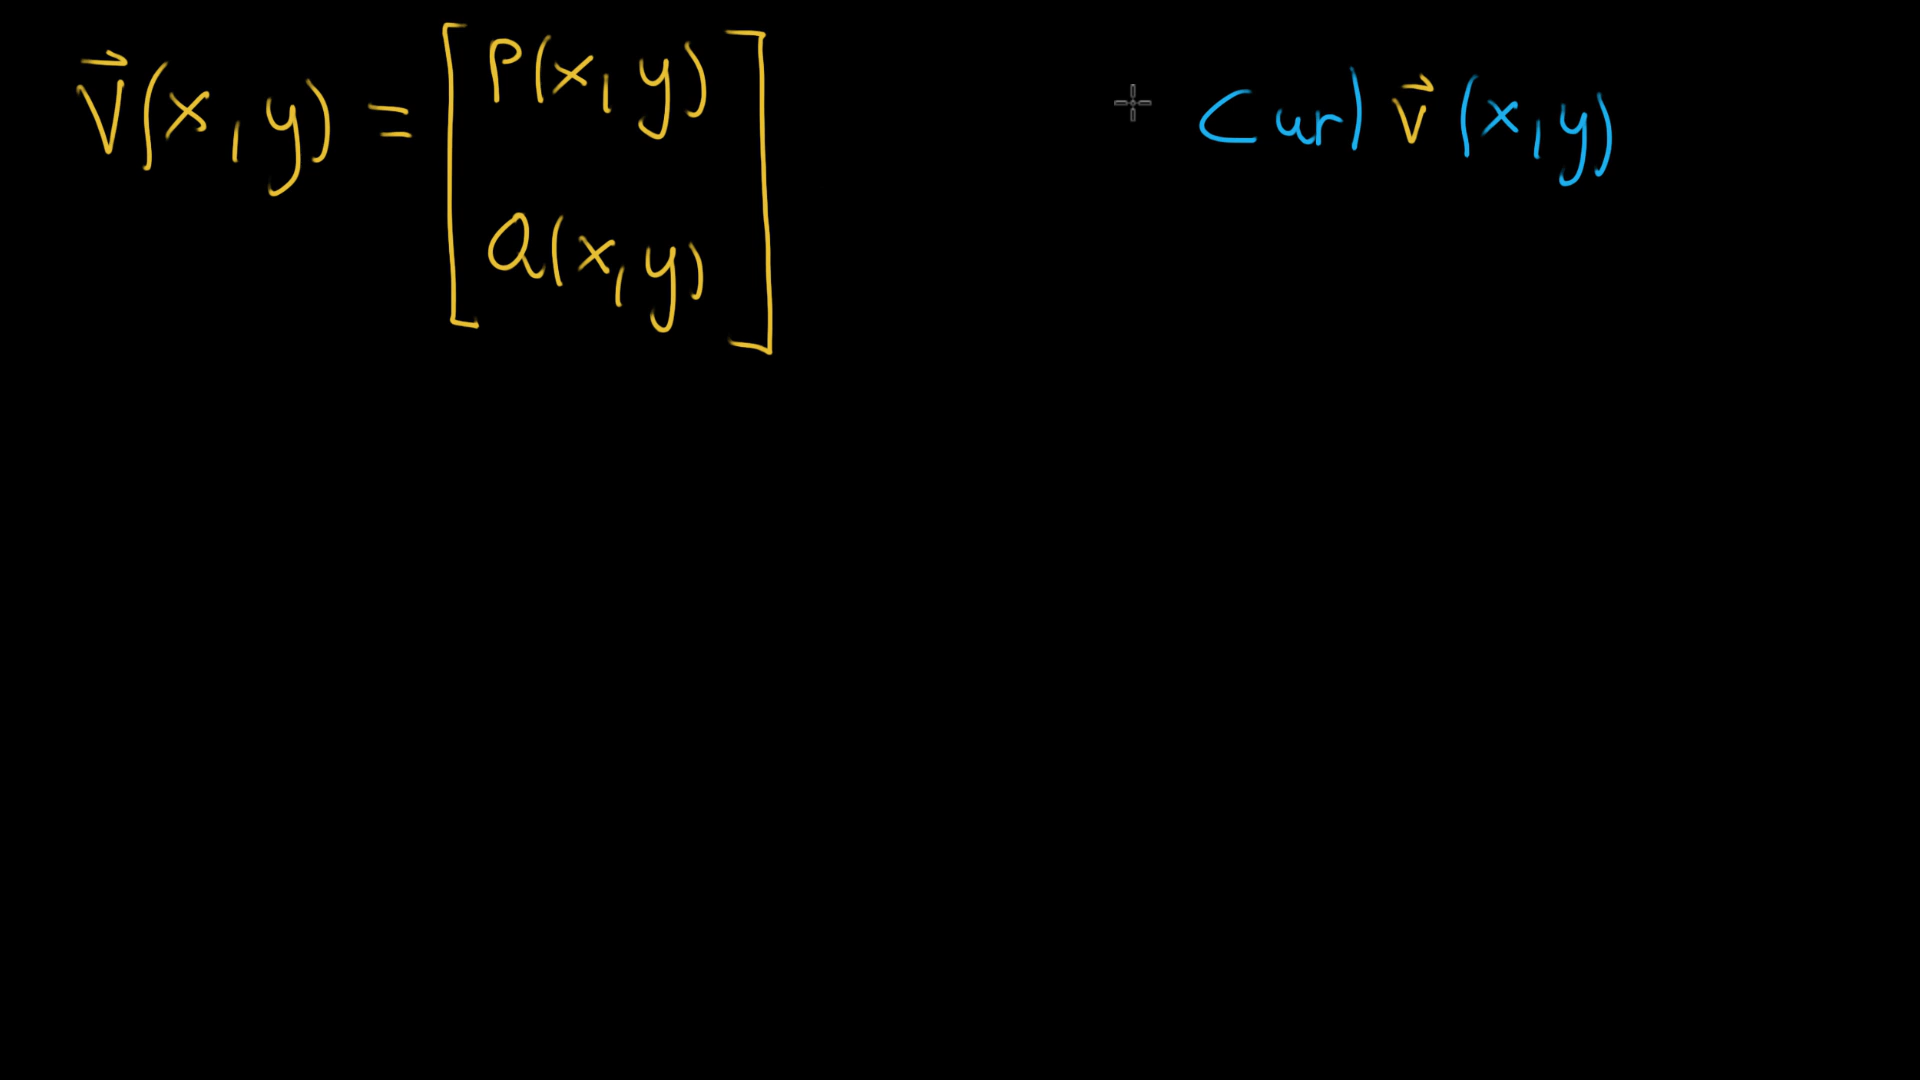 v⃗(x,y) = [ P(x,y)
Q(x,y) ]
Curl v⃗(x,y)